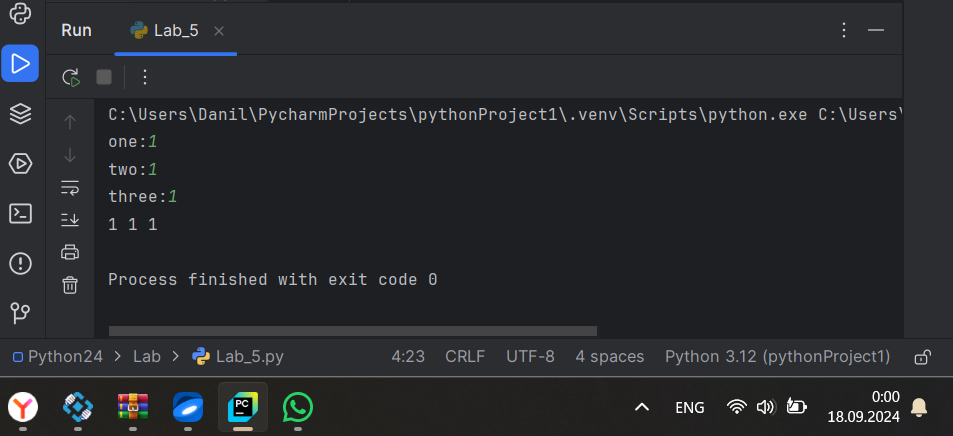 Run Lab_5
C:\Users\Danil\PycharmProjects\pythonProject1\.venv\Scripts\python.exe C:\Users\
one:1
two:1
three:1
1 1 1
Process finished with exit code 0
Python24 > Lab > Lab_5.py 4:23 CRLF UTF-8 4 spaces Python 3.12 (pythonProject1)
Y PC ENG 0:00
18.09.2024